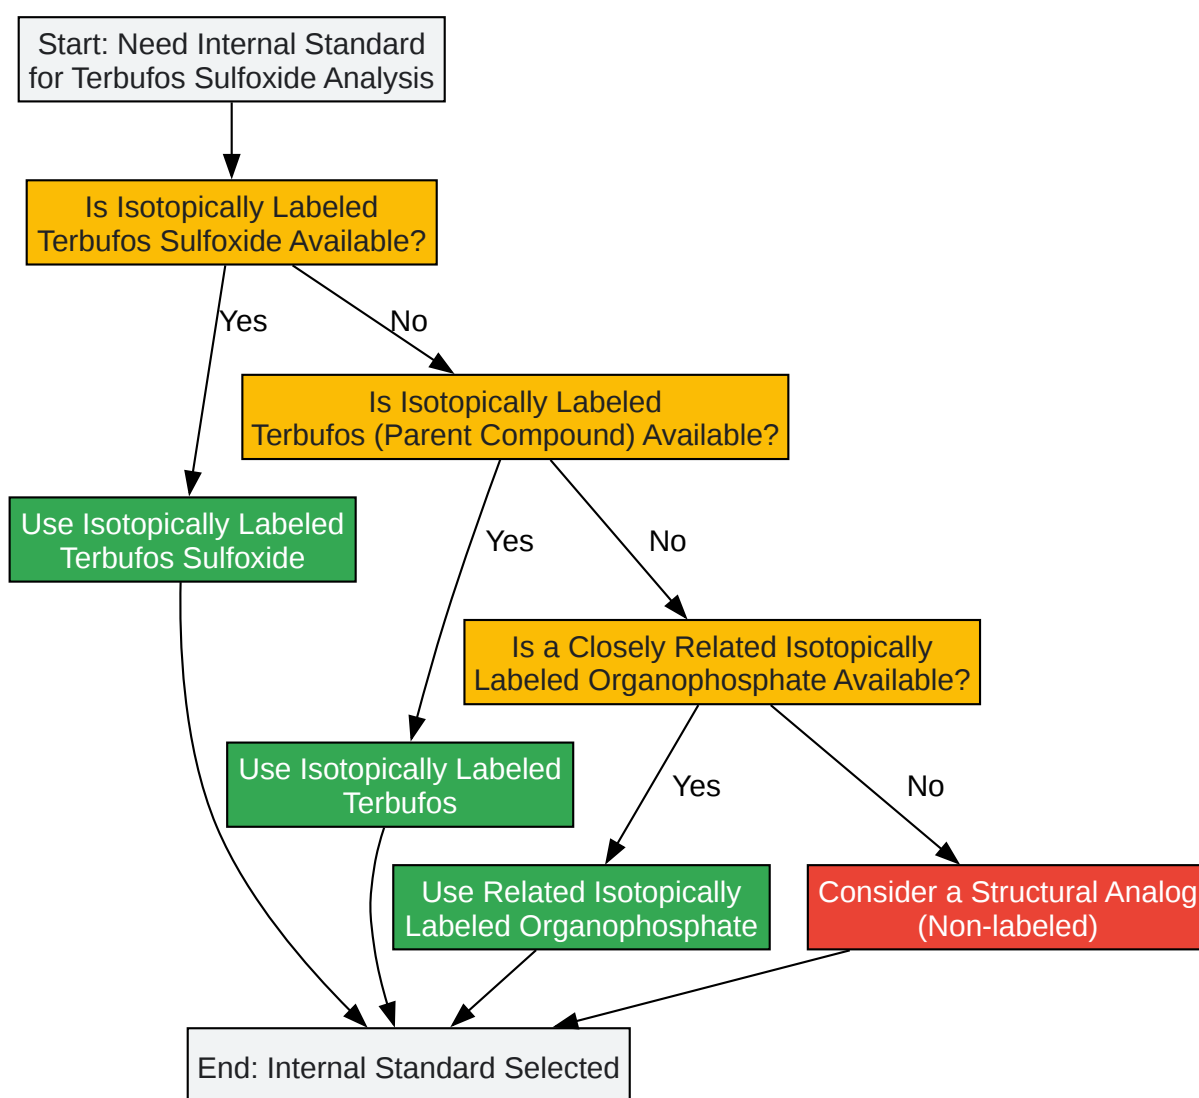 Start: Need Internal Standard
for Terbufos Sulfoxide Analysis
Is Isotopically Labeled
Terbufos Sulfoxide Available?
Yes
No
Is Isotopically Labeled
Terbufos (Parent Compound) Available?
Use Isotopically Labeled
Terbufos Sulfoxide
Yes
No
Is a Closely Related Isotopically
Labeled Organophosphate Available?
Use Isotopically Labeled
Terbufos
Yes
No
Use Related Isotopically
Labeled Organophosphate
Consider a Structural Analog
(Non-labeled)
End: Internal Standard Selected